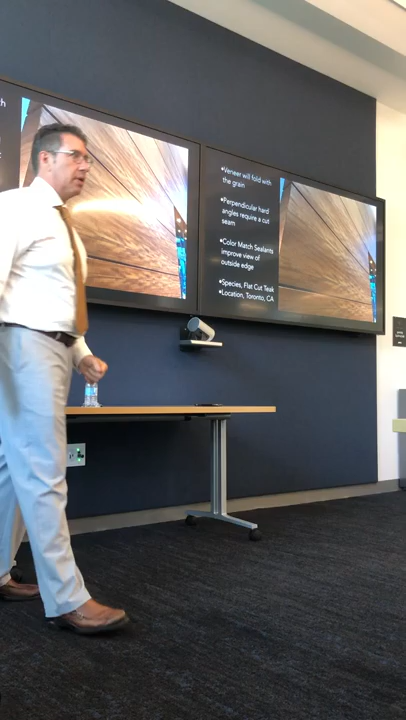 •Veneer will fold with
the grain
•Perpendicular hard
angles require a cut
seam
•Color Match Sealants
improve view of
outside edge
•Species, Flat Cut Teak
•Location, Toronto, CA